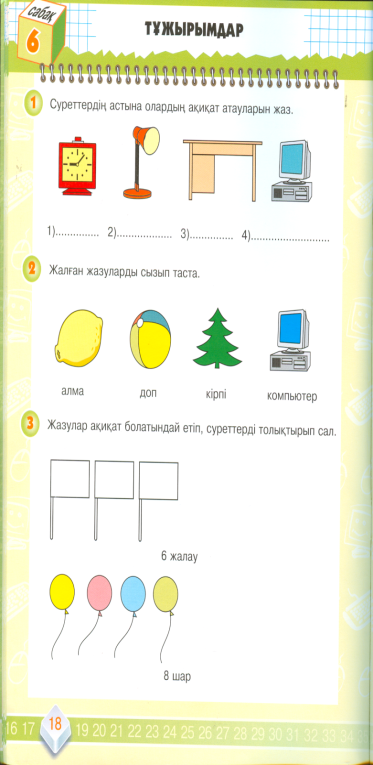 сабақ
6
ТҰЖЫРЫМДАР
1 Суреттердің астына олардың ақиқат атауларын жаз.
1).............. 2).................. 3).............. 4)..........................
2 Жалған жазуларды сызып таста.
алма доп кірпі компьютер
3 Жазулар ақиқат болатындай етіп, суреттерді толықтырып сал.
6 жалау
8 шар
16 17 18 19 20 21 22 23 24 25 26 27 28 29 30 31 32 33 34